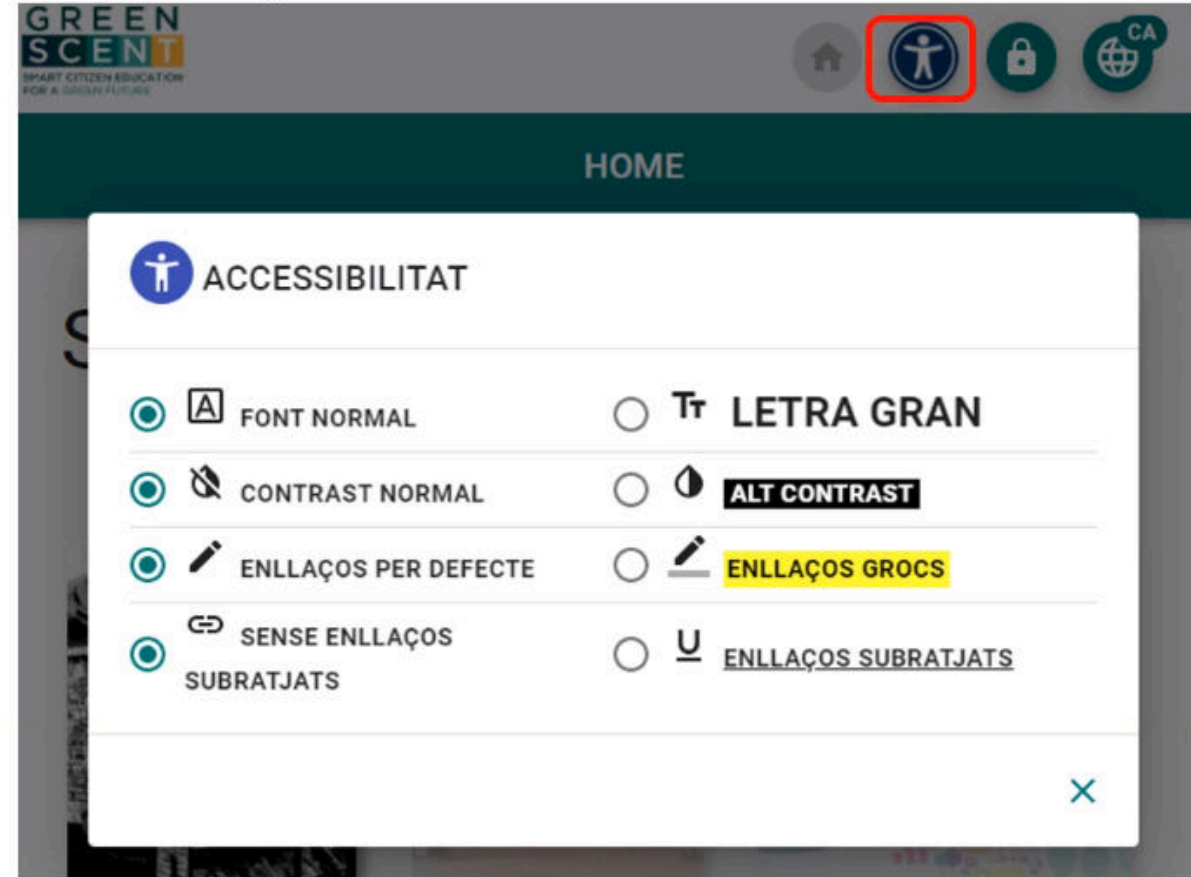 GREEN
SCENT
SMART CITIZEN EDUCATION
FOR A GREEN FUTURE
CA
HOME
S
ACCESSIBILITAT
FONT NORMAL
LETRA GRAN
CONTRAST NORMAL
ALT CONTRAST
ENLLAÇOS PER DEFECTE
ENLLAÇOS GROCS
SENSE ENLLAÇOS
SUBRATJATS
ENLLAÇOS SUBRATJATS